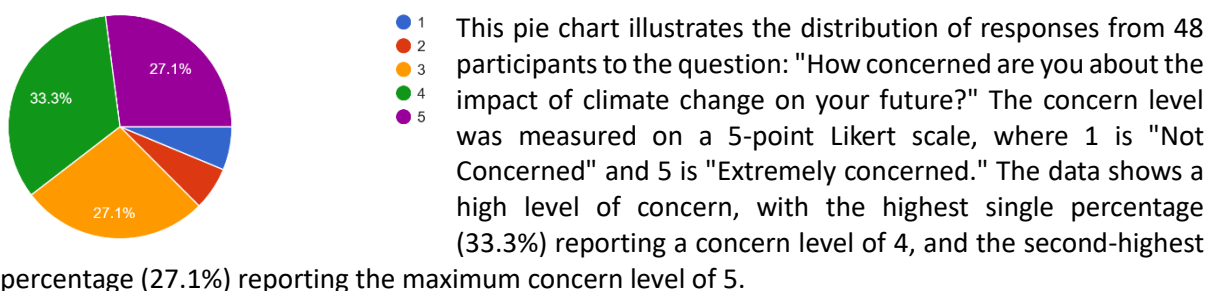 27.1%
33.3%
27.1%
1
2
3
4
5
This pie chart illustrates the distribution of responses from 48
participants to the question: "How concerned are you about the
impact of climate change on your future?" The concern level
was measured on a 5-point Likert scale, where 1 is "Not
Concerned" and 5 is "Extremely concerned." The data shows a
high level of concern, with the highest single percentage
(33.3%) reporting a concern level of 4, and the second-highest
percentage (27.1%) reporting the maximum concern level of 5.